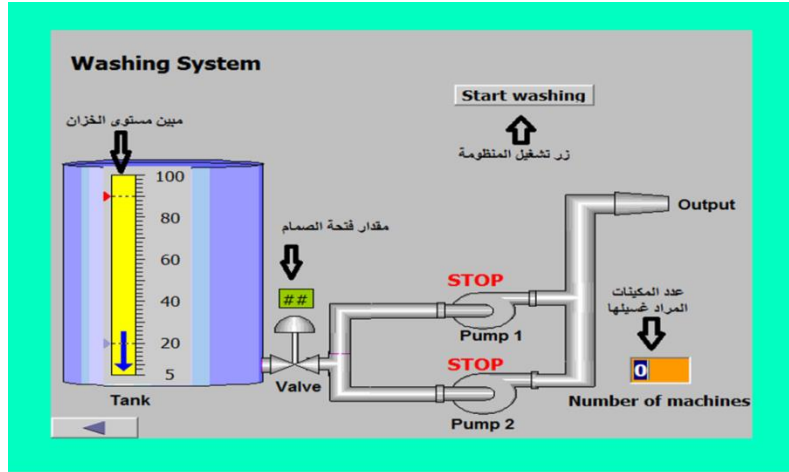 Washing System
Start washing
مبين مستوى الخزان
زر تشغيل المنظومة
100
80
60
40
20
5
Tank
مقدار فتحة الصمام
##
Valve
STOP
Pump 1
STOP
Pump 2
Output
عدد المكينات
المراد غسيلها
0
Number of machines